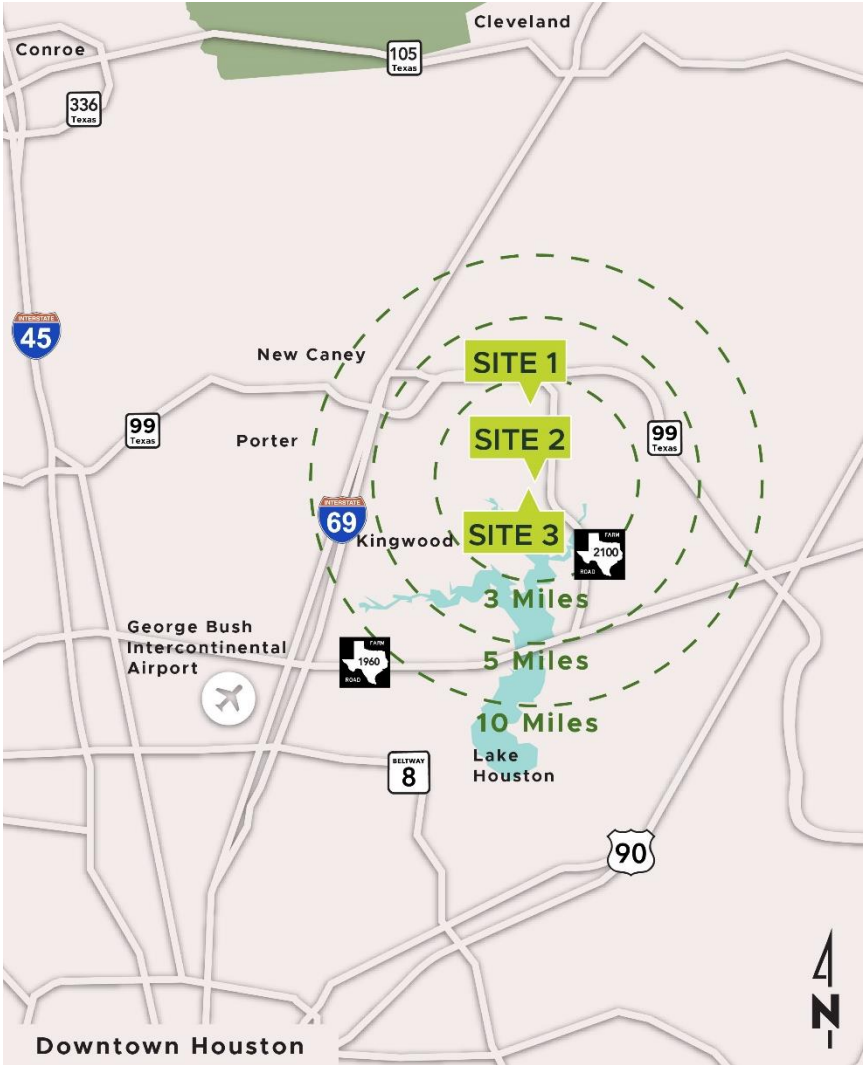 Cleveland
Conroe
105
Texas
336
Texas
INTERSTATE
45
New Caney
SITE 1
99
Texas
Porter
SITE 2
99
Texas
INTERSTATE
69
Kingwood
SITE 3
FARM
2100
ROAD
3 Miles
George Bush
Intercontinental
Airport
FARM
1960
ROAD
5 Miles
10 Miles
Lake
Houston
BELTWAY
8
90
N
Downtown Houston